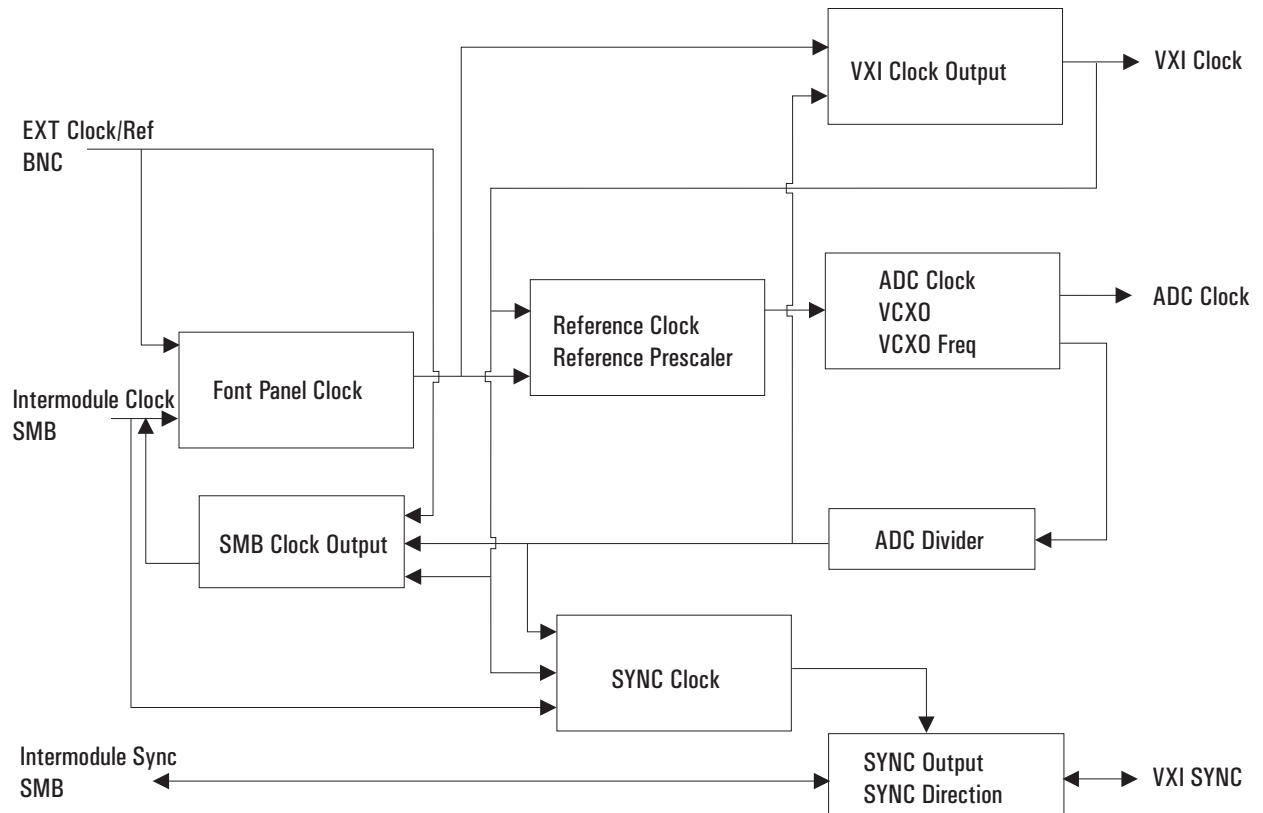 VXI Clock Output
VXI Clock
EXT Clock/Ref
BNC
ADC Clock
VCXO
VCXO Freq
ADC Clock
Reference Clock
Reference Prescaler
Font Panel Clock
Intermodule Clock
SMB
SMB Clock Output
ADC Divider
SYNC Clock
Intermodule Sync
SMB
SYNC Output
SYNC Direction
VXI SYNC